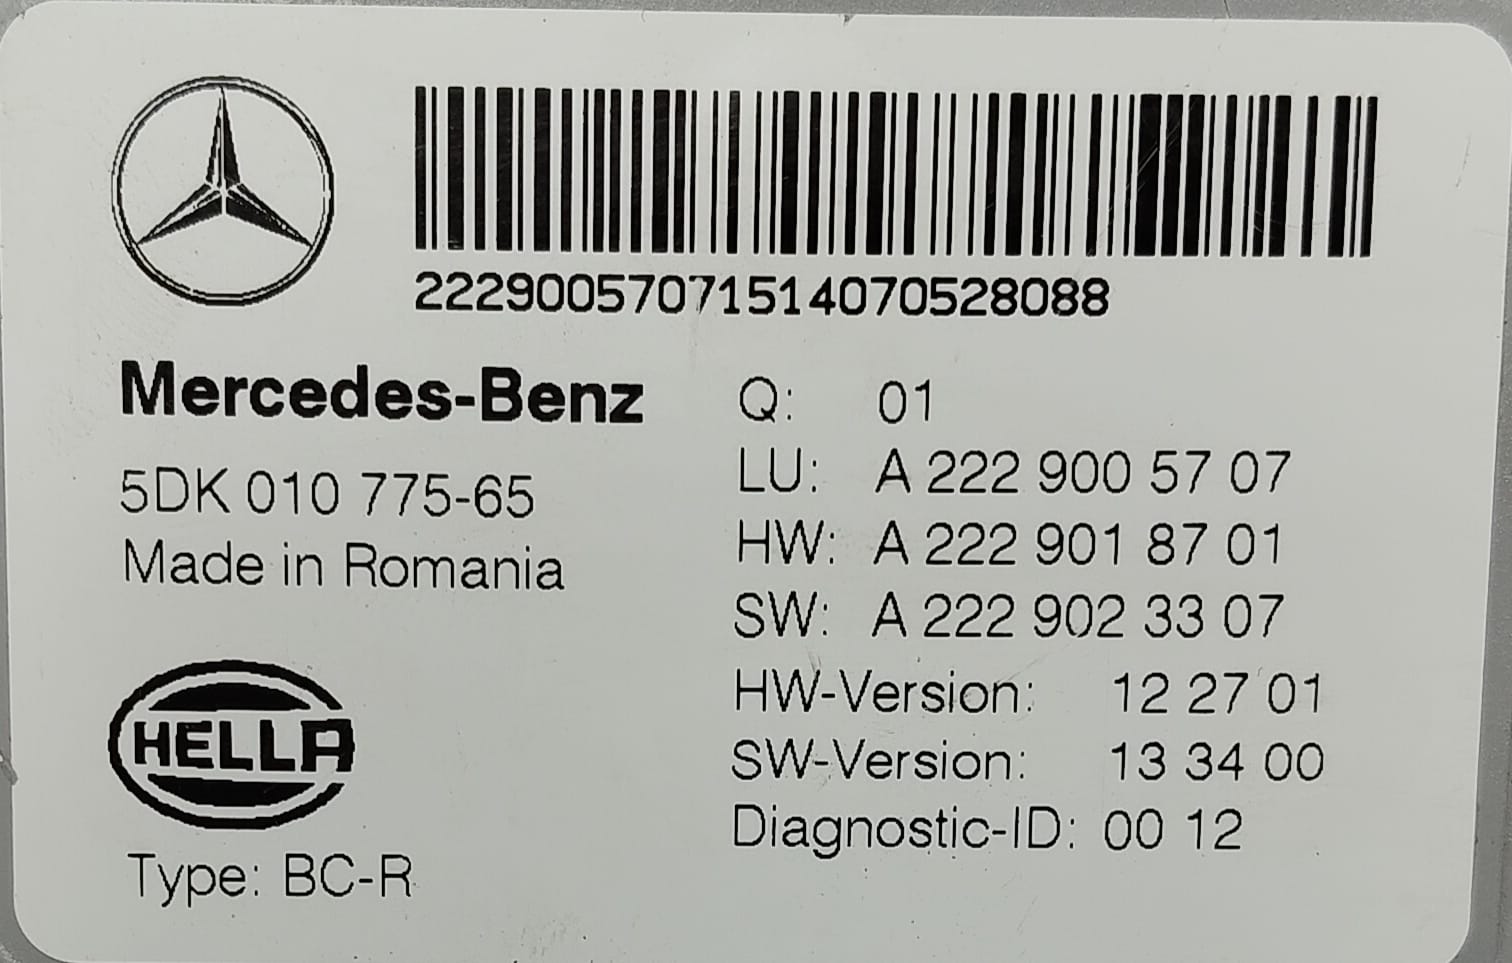 22290057071514070528088
Mercedes-Benz
5DK 010 775-65
Made in Romania
HELLA
Type: BC-R
Q: 01
LU: A 222 900 57 07
HW: A 222 901 87 01
SW: A 222 902 33 07
HW-Version: 12 27 01
SW-Version: 13 34 00
Diagnostic-ID: 00 12